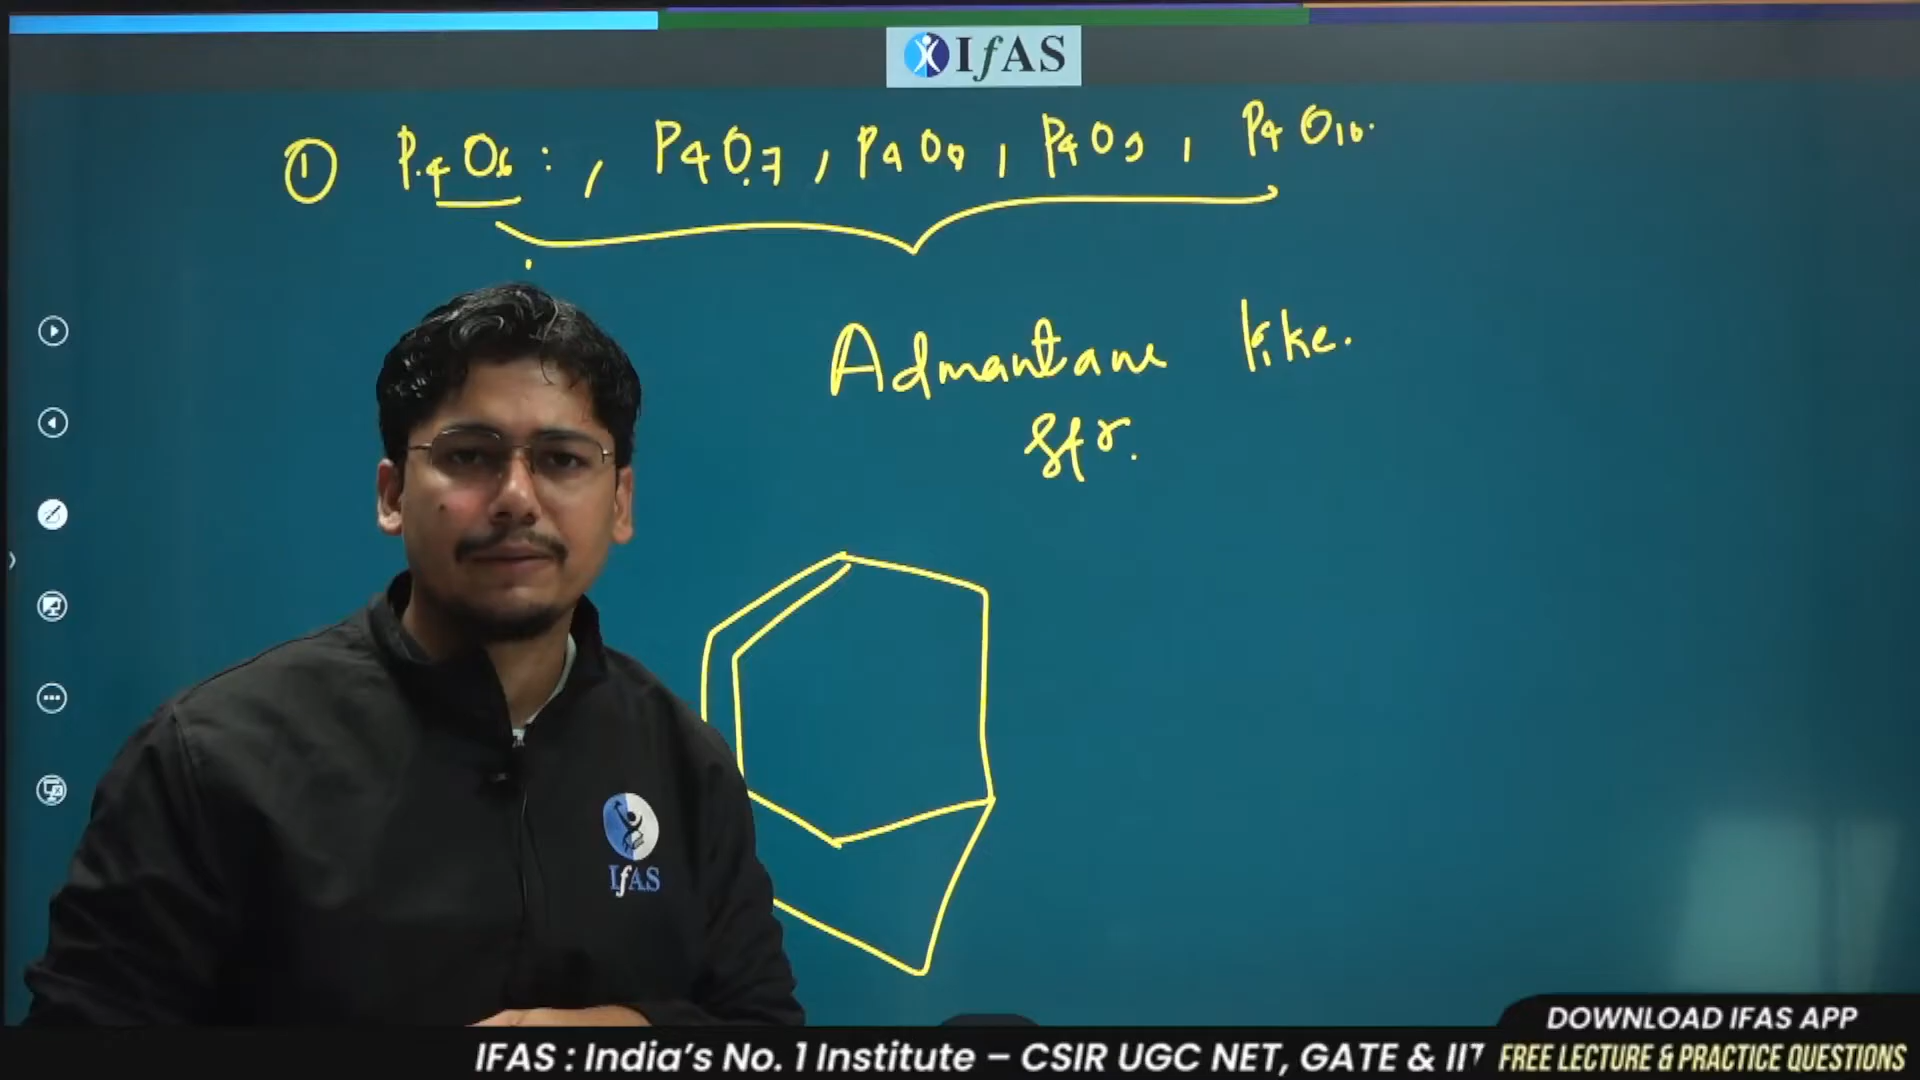 IfAS
① P4O6 : , P4O7 , P4O8 , P4O9 , P4O10.
Admantane like.
Str.
IfAS
DOWNLOAD IFAS APP
IFAS : India’s No. 1 Institute – CSIR UGC NET, GATE & II
FREE LECTURE & PRACTICE QUESTIONS